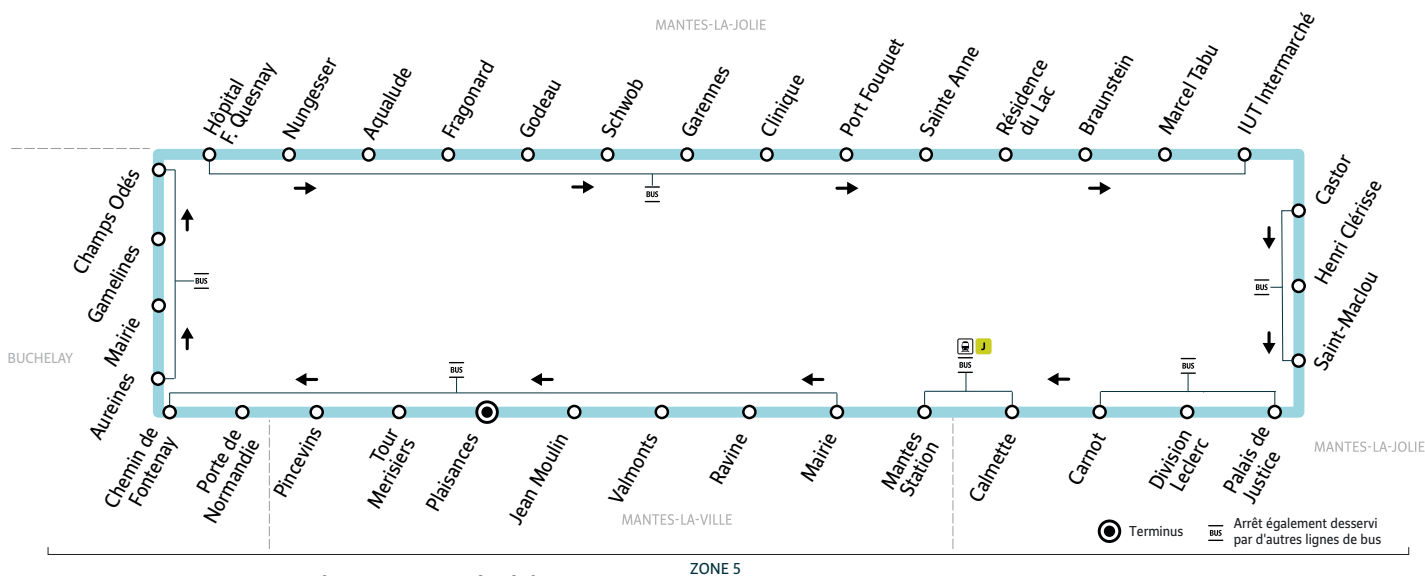 MANTES-LA-JOLIE
Hôpital
F. Quesnay
Nungesser
Aqualude
Fragonard
Godeau
Schwob
Garennes
Clinique
Port Fouquet
Sainte Anne
Résidence
du Lac
Braunstein
Marcel Tabu
IUT Intermarché
BUS
Castor
Henri Clérisse
Saint-Maclou
BUS
Champs Odés
Gamelines
Mairie
Aureines
BUS
BUCHELAY
BUS
J
BUS
BUS
Chemin de
Fontenay
Porte de
Normandie
Pincevins
Tour
Merisiers
Plaisances
Jean Moulin
Valmonts
Ravine
Mairie
Mantes
Station
Calmette
Carnot
Division
Leclerc
Palais de
Justice
MANTES-LA-JOLIE
MANTES-LA-VILLE
Terminus
BUS
Arrêt également desservi
par d'autres lignes de bus
ZONE 5